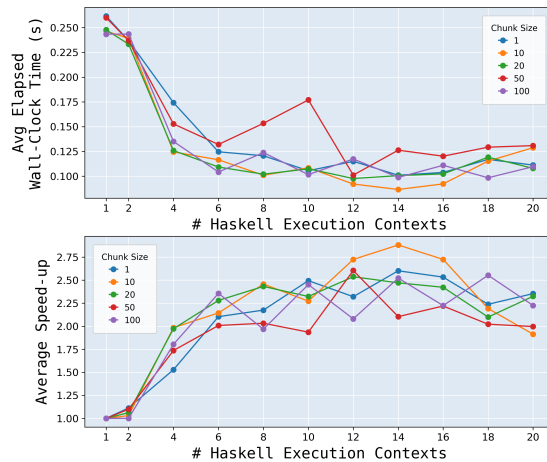 Avg Elapsed
Wall-Clock Time (s)
0.250
0.225
0.200
0.175
0.150
0.125
0.100
Chunk Size
1
10
20
50
100
1 2 4 6 8 10 12 14 16 18 20
# Haskell Execution Contexts
Average Speed-up
2.75
2.50
2.25
2.00
1.75
1.50
1.25
1.00
Chunk Size
1
10
20
50
100
1 2 4 6 8 10 12 14 16 18 20
# Haskell Execution Contexts